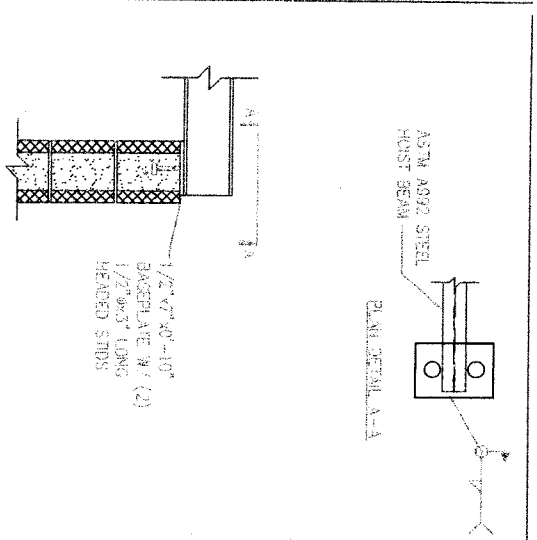 ASTM A992 STEEL
HOIST BEAM
PLAN DETAIL A-A
1/2"x7"x0'-10"
BASEPLATE W/ (2)
1/2"øx3" LONG
HEADED STUDS
A
A